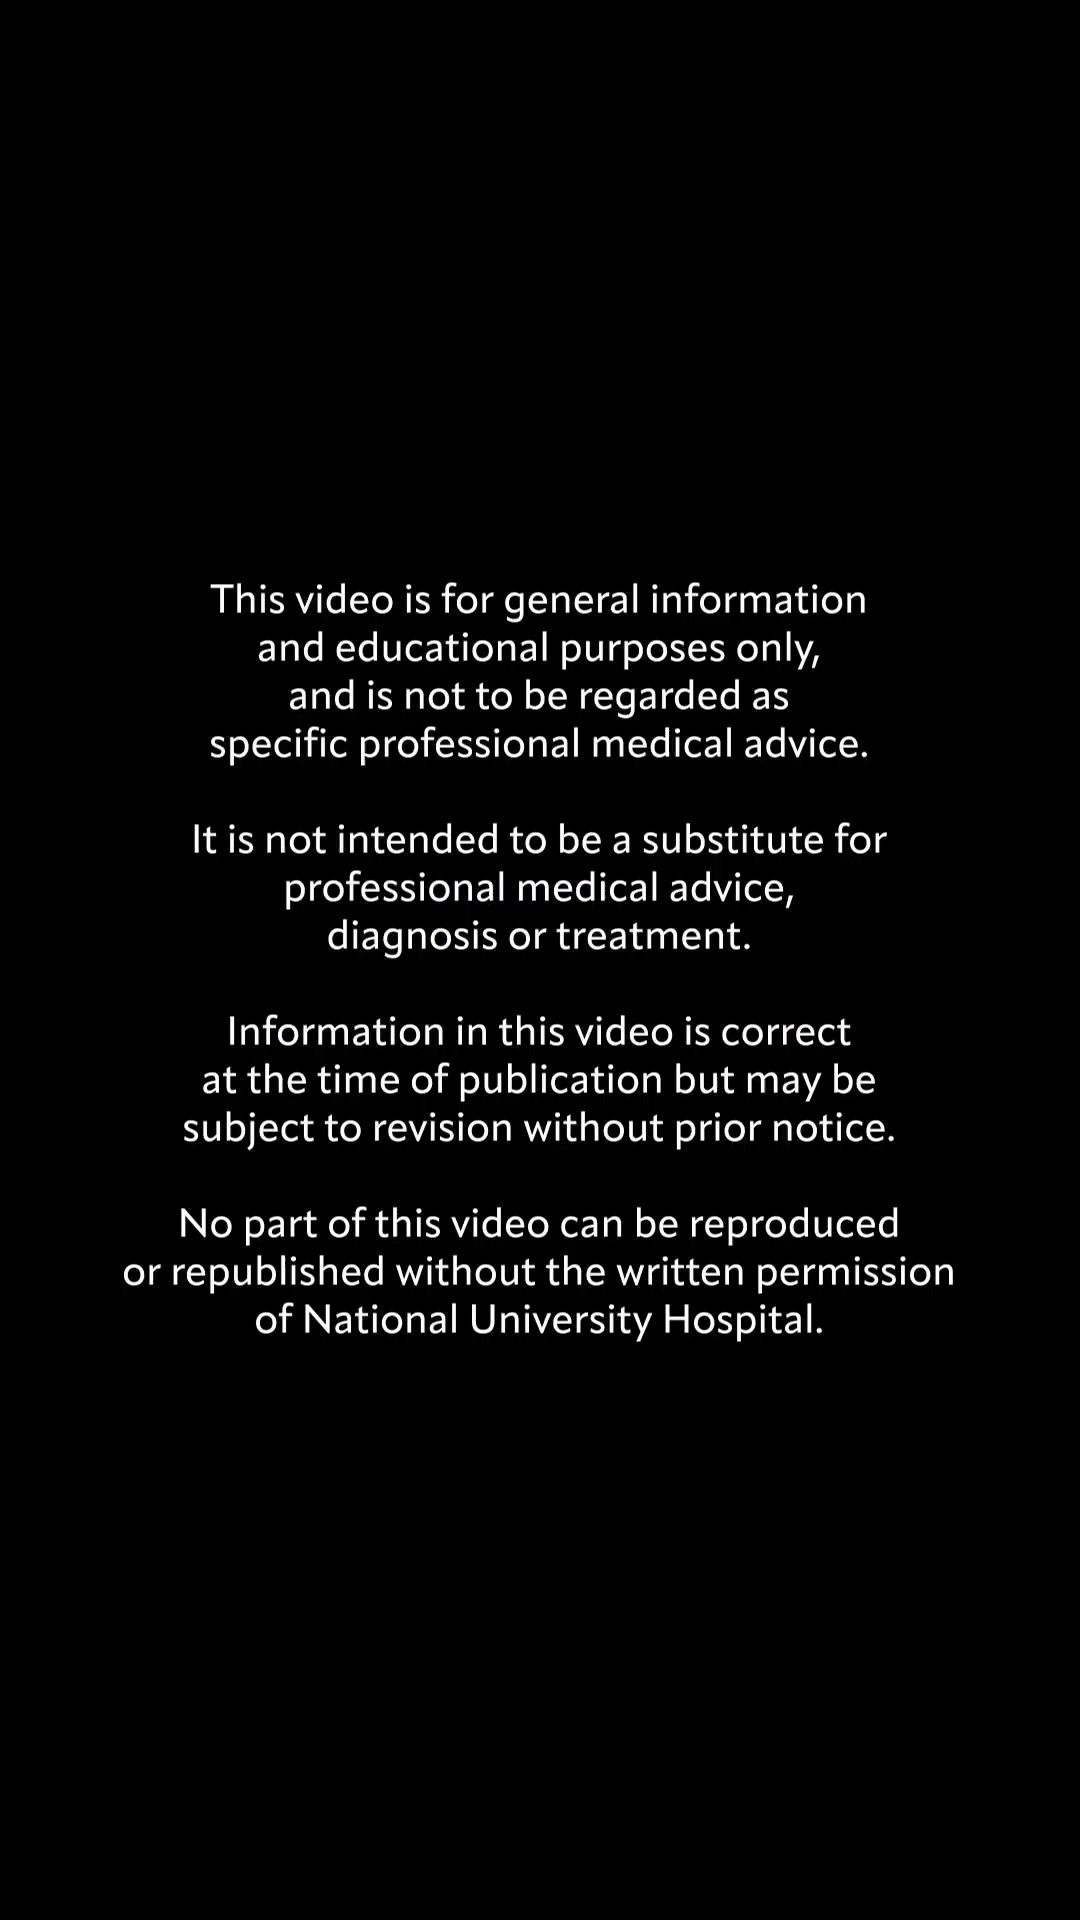 This video is for general information
and educational purposes only,
and is not to be regarded as
specific professional medical advice.
It is not intended to be a substitute for
professional medical advice,
diagnosis or treatment.
Information in this video is correct
at the time of publication but may be
subject to revision without prior notice.
No part of this video can be reproduced
or republished without the written permission
of National University Hospital.